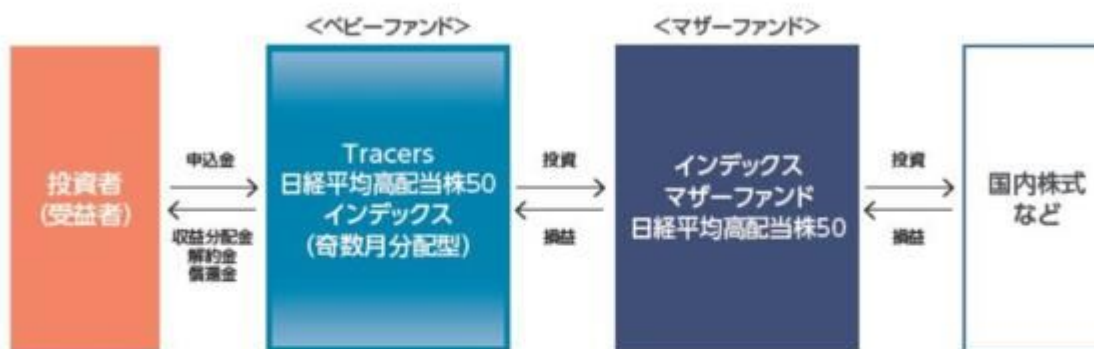 ＜ベビーファンド＞
＜マザーファンド＞
投資者
(受益者)
申込金
収益分配金
解約金
償還金
Tracers
日経平均高配当株50
インデックス
(奇数月分配型)
投資
損益
インデックス
マザーファンド
日経平均高配当株50
投資
損益
国内株式
など